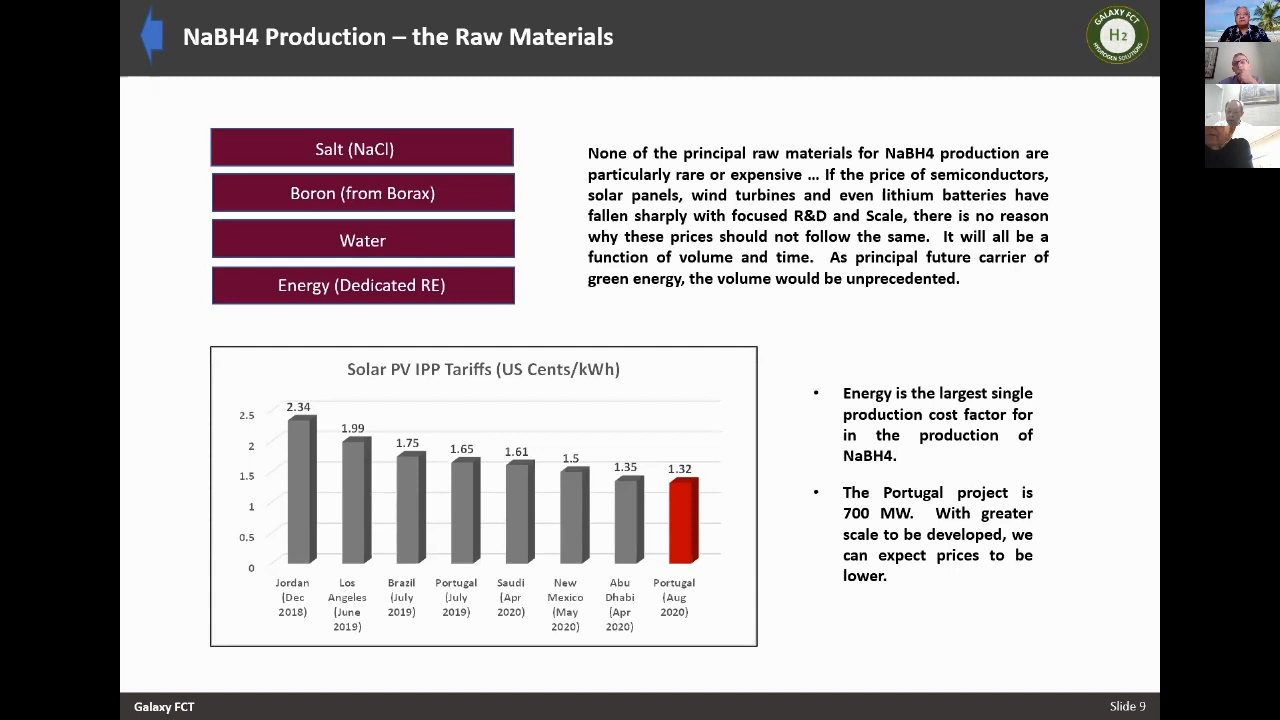 NaBH4 Production – the Raw Materials
GALAXY FCT
H2
HYDROGEN SOLUTIONS
Salt (NaCl)
Boron (from Borax)
Water
Energy (Dedicated RE)
None of the principal raw materials for NaBH4 production are
particularly rare or expensive … If the price of semiconductors,
solar panels, wind turbines and even lithium batteries have
fallen sharply with focused R&D and Scale, there is no reason
why these prices should not follow the same. It will all be a
function of volume and time. As principal future carrier of
green energy, the volume would be unprecedented.
Solar PV IPP Tariffs (US Cents/kWh)
2.5
2
1.5
1
0.5
0
2.34
1.99
1.75
1.65
1.61
1.5
1.35
1.32
Jordan
(Dec
2018)
Los
Angeles
(June
2019)
Brazil
(July
2019)
Portugal
(July
2019)
Saudi
(Apr
2020)
New
Mexico
(May
2020)
Abu
Dhabi
(Apr
2020)
Portugal
(Aug
2020)
• Energy is the largest single
production cost factor for
in the production of
NaBH4.
• The Portugal project is
700 MW. With greater
scale to be developed, we
can expect prices to be
lower.
Galaxy FCT
Slide 9